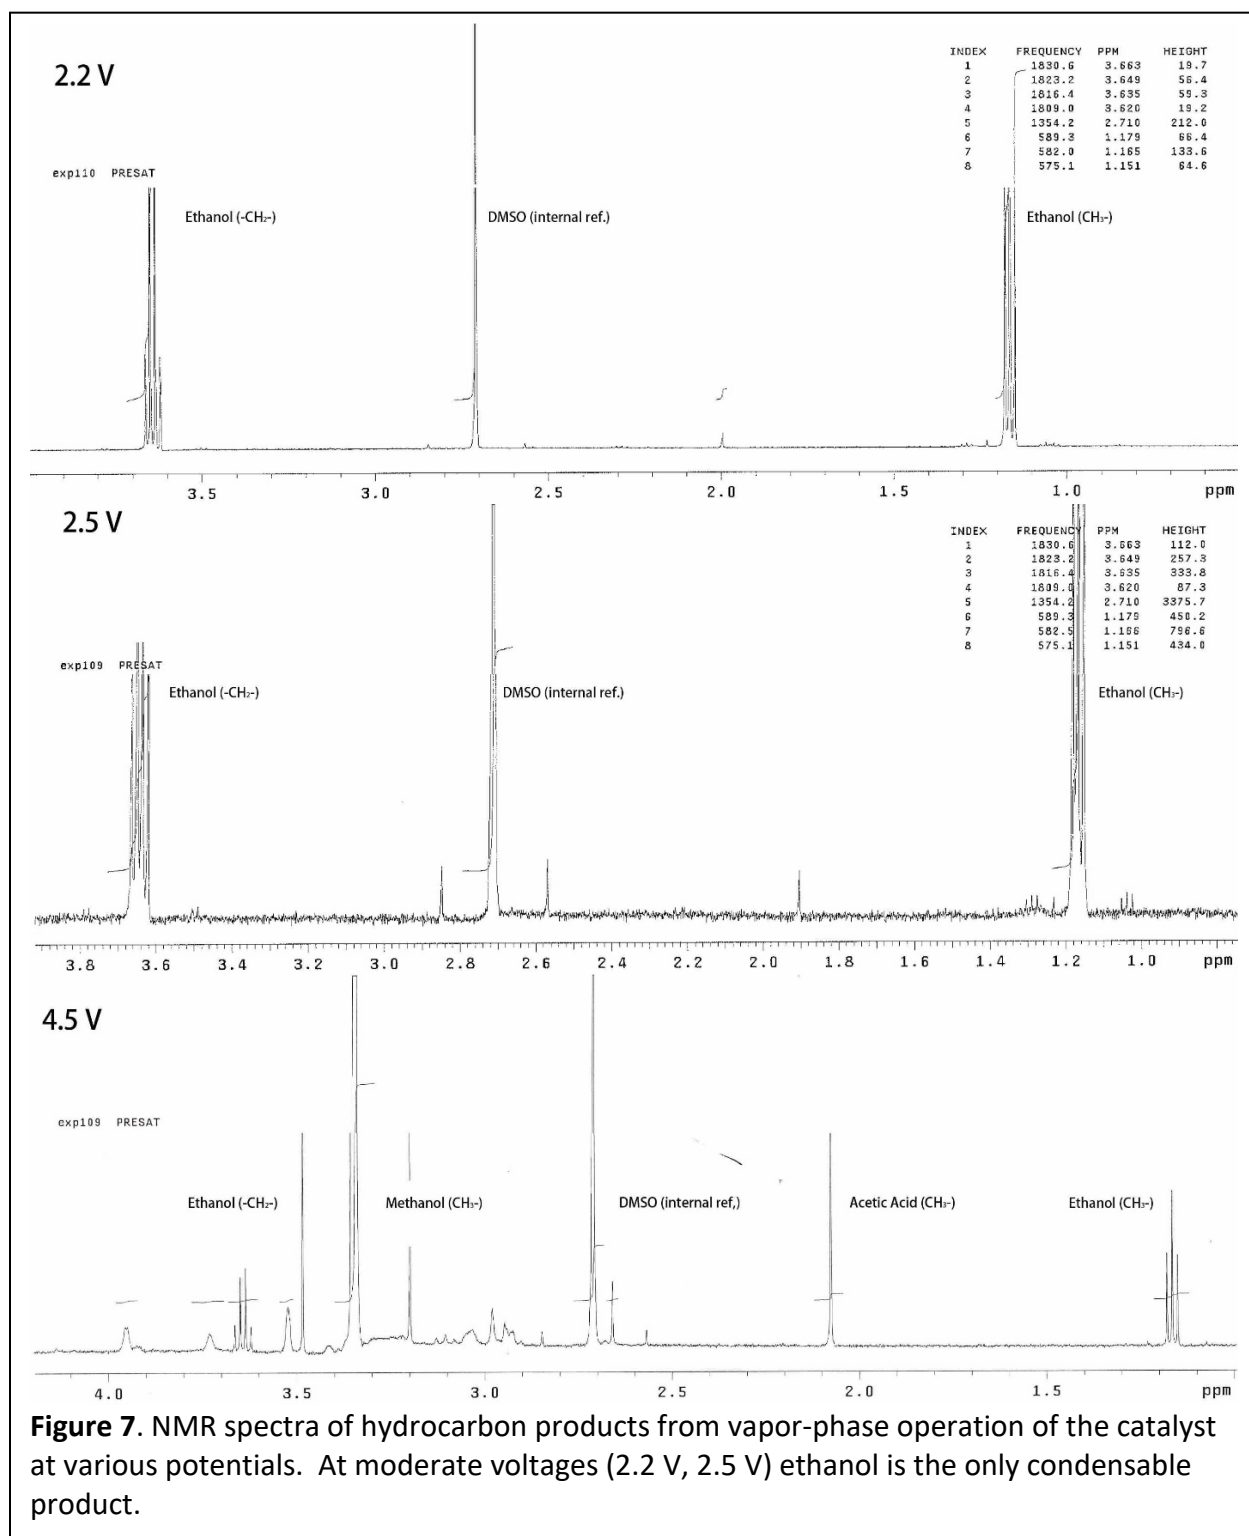 2.2 V
INDEX FREQUENCY PPM HEIGHT
1 1830.6 3.663 19.7
2 1823.2 3.649 56.4
3 1816.4 3.635 59.3
4 1809.0 3.620 19.2
5 1354.2 2.710 212.0
6 589.3 1.179 66.4
7 582.0 1.165 133.6
8 575.1 1.151 64.6
exp110 PRESAT
Ethanol (-CH₂-)
DMSO (internal ref.)
Ethanol (CH₃-)
3.5 3.0 2.5 2.0 1.5 1.0 ppm
2.5 V
INDEX FREQUENCY PPM HEIGHT
1 1830.6 3.663 112.0
2 1823.2 3.649 257.3
3 1816.4 3.635 333.8
4 1809.0 3.620 87.3
5 1354.2 2.710 3375.7
6 589.3 1.179 450.2
7 582.5 1.166 796.6
8 575.1 1.151 434.0
exp109 PRESAT
Ethanol (-CH₂-)
DMSO (internal ref.)
Ethanol (CH₃-)
3.8 3.6 3.4 3.2 3.0 2.8 2.6 2.4 2.2 2.0 1.8 1.6 1.4 1.2 1.0 ppm
4.5 V
exp109 PRESAT
Ethanol (-CH₂-)
Methanol (CH₃-)
DMSO (internal ref,)
Acetic Acid (CH₃-)
Ethanol (CH₃-)
4.0 3.5 3.0 2.5 2.0 1.5 ppm
Figure 7. NMR spectra of hydrocarbon products from vapor-phase operation of the catalyst
at various potentials. At moderate voltages (2.2 V, 2.5 V) ethanol is the only condensable
product.